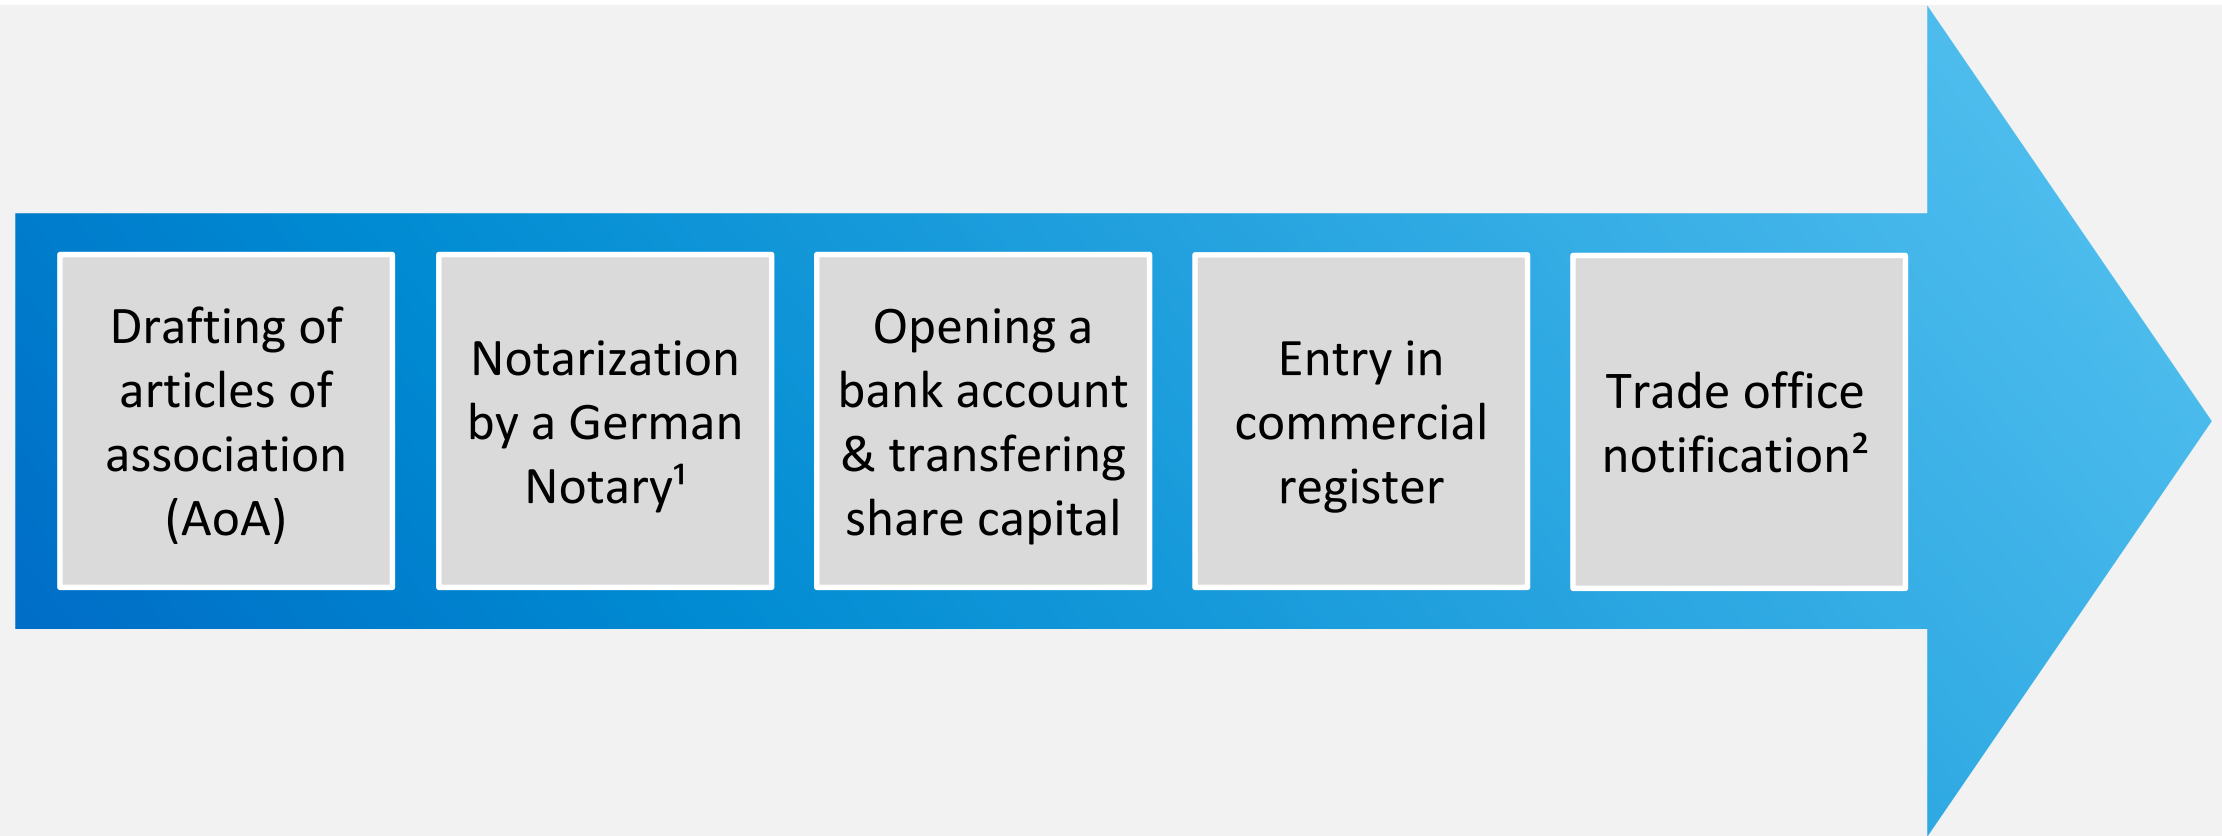 Drafting of
articles of
association
(AoA)
Notarization
by a German
Notary¹
Opening a
bank account
& transfering
share capital
Entry in
commercial
register
Trade office
notification²